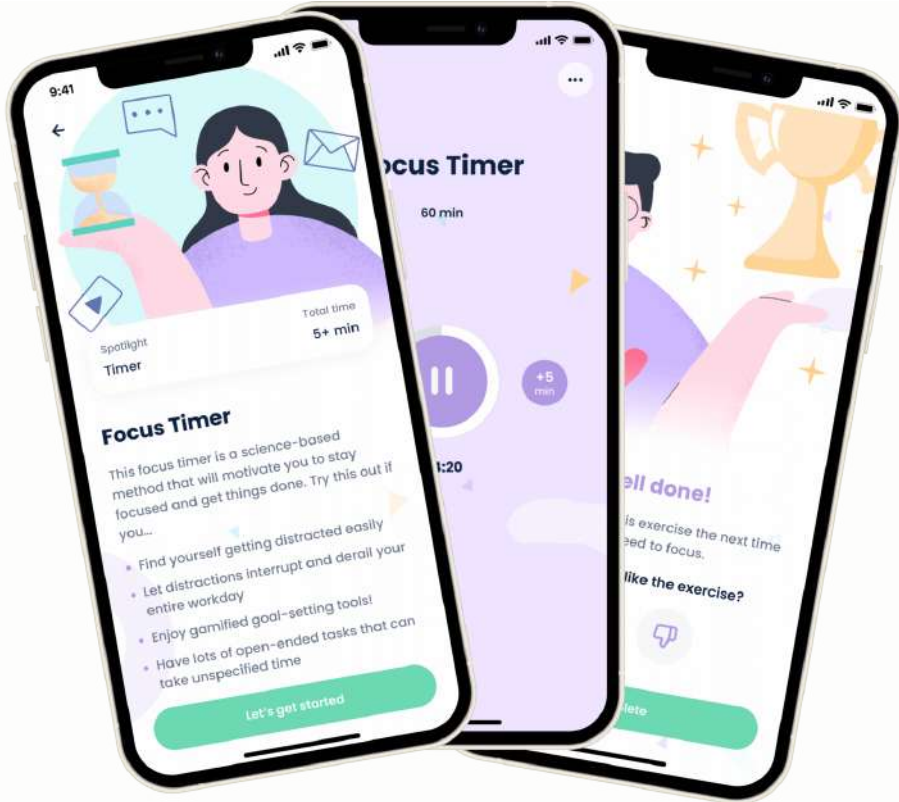 9:41
Spotlight
Timer
Total time
5+ min
Focus Timer
This focus timer is a science-based
method that will motivate you to stay
focused and get things done. Try this out if
you...
Find yourself getting distracted easily
Let distractions interrupt and derail your
entire workday
Enjoy gamified goal-setting tools!
Have lots of open-ended tasks that can
take unspecified time
Let's get started
ocus Timer
60 min
+5
min
:20
ell done!
is exercise the next time
eed to focus.
like the exercise?
lete